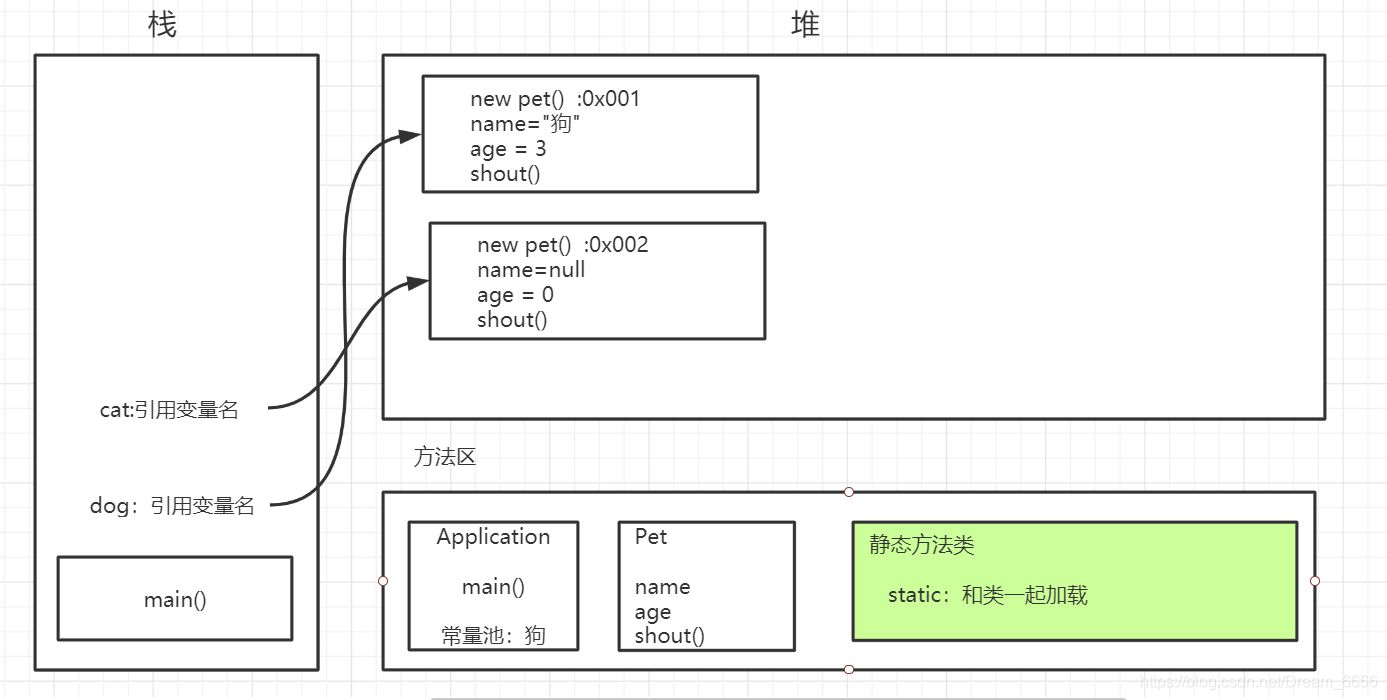 栈
堆
new pet()  :0x001
name="狗"
age = 3
shout()
new pet()  :0x002
name=null
age = 0
shout()
cat:引用变量名
dog：引用变量名
main()
方法区
Application
main()
常量池：狗
Pet
name
age
shout()
静态方法类
static：和类一起加载
https://blog.csdn.net/Dream_6666